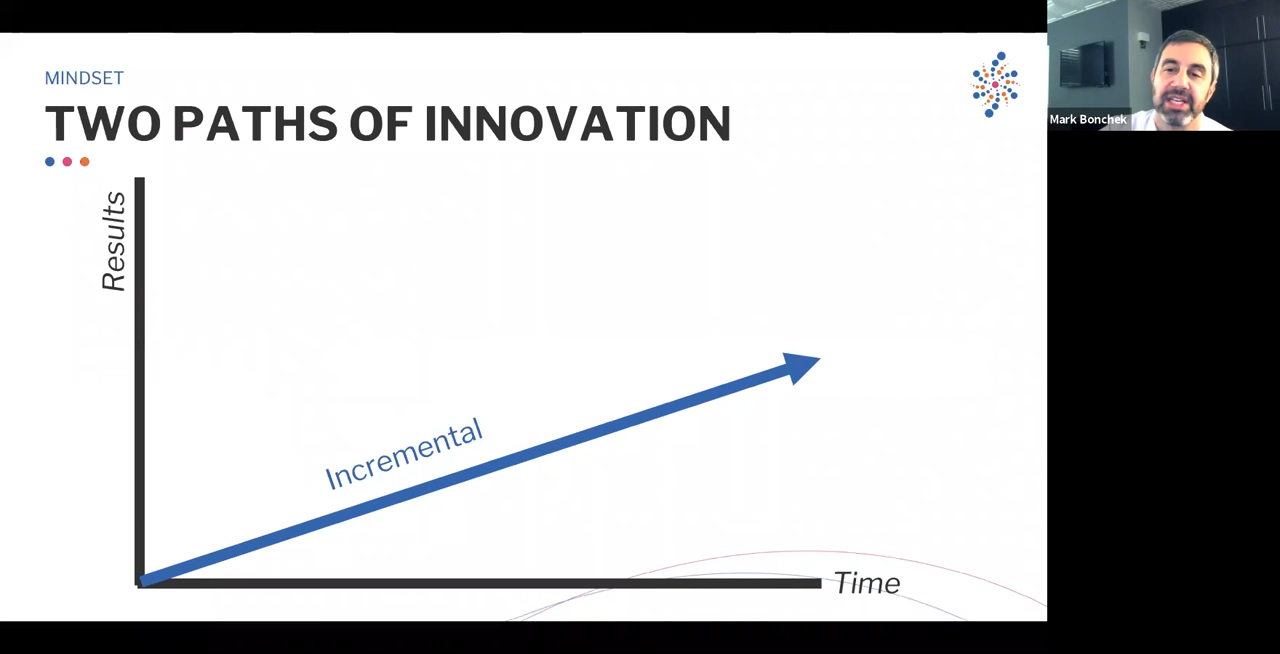 MINDSET
TWO PATHS OF INNOVATION
Results
Incremental
Time
Mark Bonchek